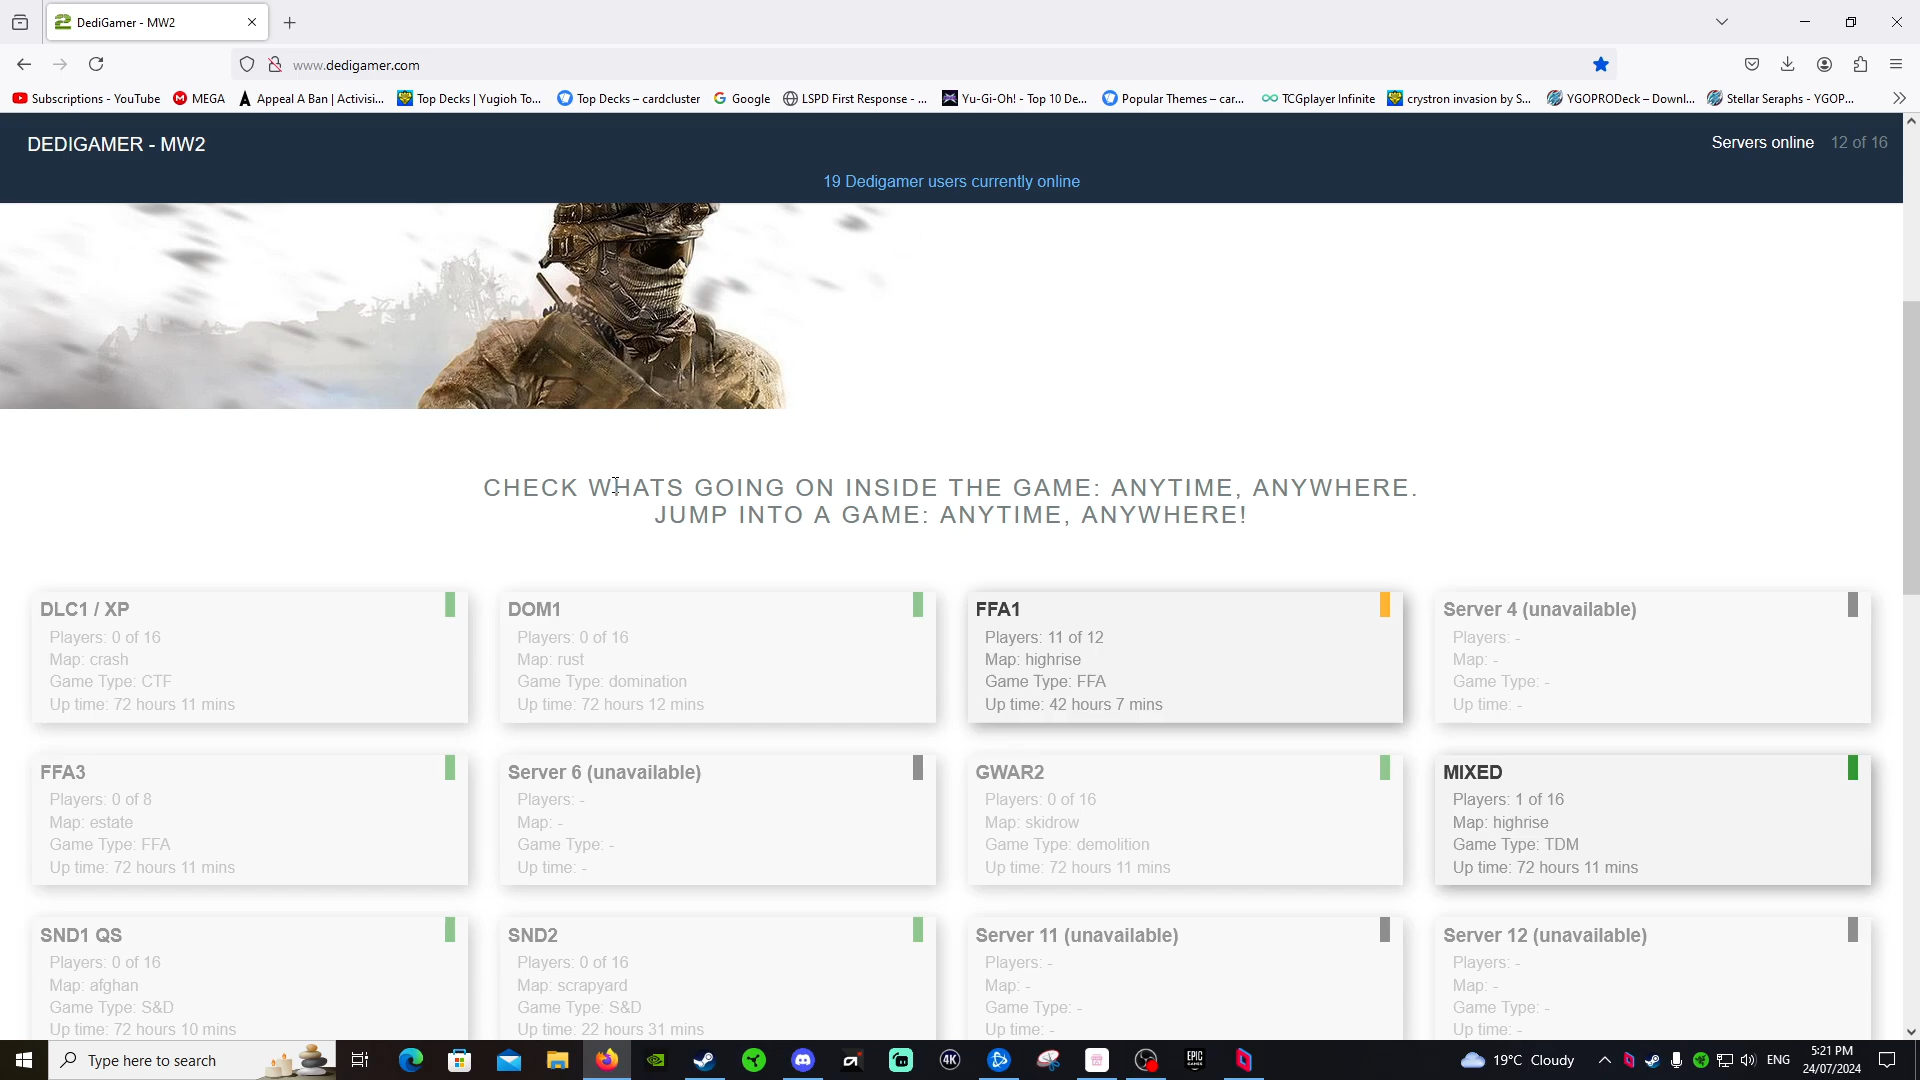 DediGamer - MW2
www.dedigamer.com
Subscriptions - YouTube
MEGA
Appeal A Ban | Activisi...
Top Decks | Yugioh To...
Top Decks – cardcluster
Google
LSPD First Response - ...
Yu-Gi-Oh! - Top 10 De...
Popular Themes – car...
TCGplayer Infinite
crystron invasion by S...
YGOPRODeck – Downl...
Stellar Seraphs - YGOP...
DEDIGAMER - MW2
Servers online 12 of 16
19 Dedigamer users currently online
CHECK WHATS GOING ON INSIDE THE GAME: ANYTIME, ANYWHERE.
JUMP INTO A GAME: ANYTIME, ANYWHERE!
DLC1 / XP
Players: 0 of 16
Map: crash
Game Type: CTF
Up time: 72 hours 11 mins
DOM1
Players: 0 of 16
Map: rust
Game Type: domination
Up time: 72 hours 12 mins
FFA1
Players: 11 of 12
Map: highrise
Game Type: FFA
Up time: 42 hours 7 mins
Server 4 (unavailable)
Players: -
Map: -
Game Type: -
Up time: -
FFA3
Players: 0 of 8
Map: estate
Game Type: FFA
Up time: 72 hours 11 mins
Server 6 (unavailable)
Players: -
Map: -
Game Type: -
Up time: -
GWAR2
Players: 0 of 16
Map: skidrow
Game Type: demolition
Up time: 72 hours 11 mins
MIXED
Players: 1 of 16
Map: highrise
Game Type: TDM
Up time: 72 hours 11 mins
SND1 QS
Players: 0 of 16
Map: afghan
Game Type: S&D
Up time: 72 hours 10 mins
SND2
Players: 0 of 16
Map: scrapyard
Game Type: S&D
Up time: 22 hours 31 mins
Server 11 (unavailable)
Players: -
Map: -
Game Type: -
Up time: -
Server 12 (unavailable)
Players: -
Map: -
Game Type: -
Up time: -
Type here to search
4K
EPIC
GAMES
19°C Cloudy
ENG
5:21 PM
24/07/2024